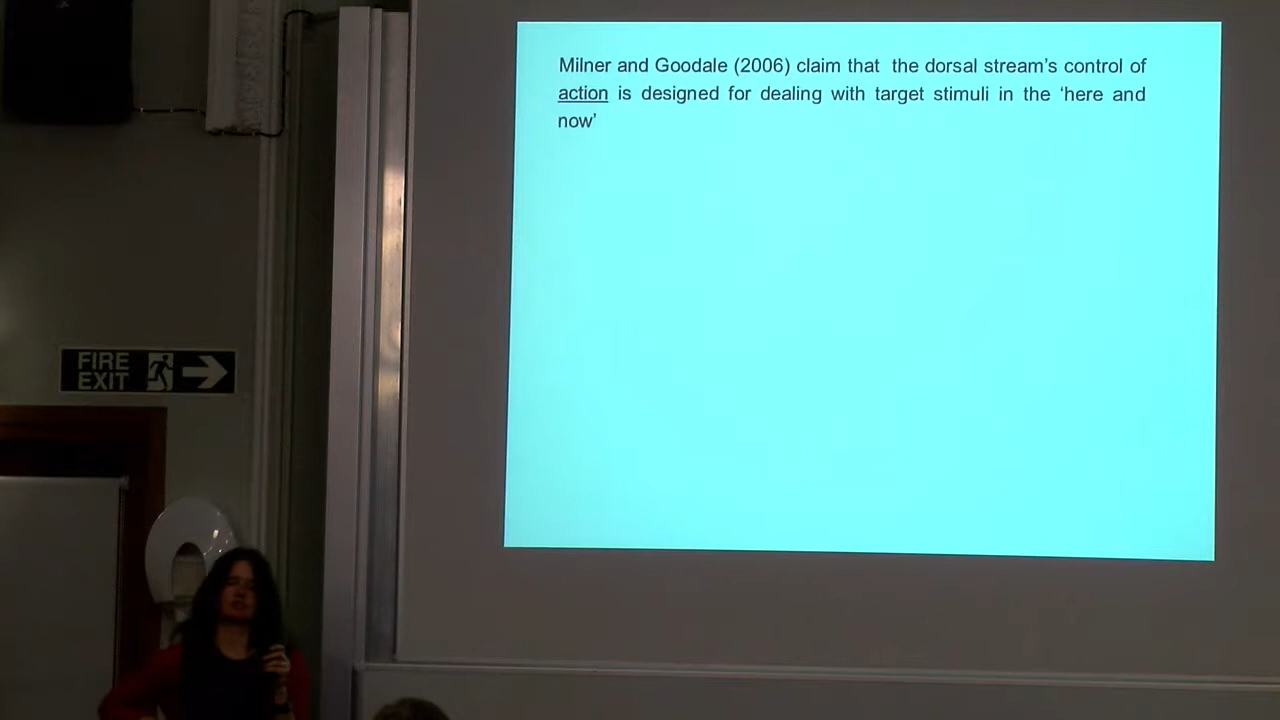 Milner and Goodale (2006) claim that  the dorsal stream’s control of
action is designed for dealing with target stimuli in the ‘here and
now’
FIRE
EXIT